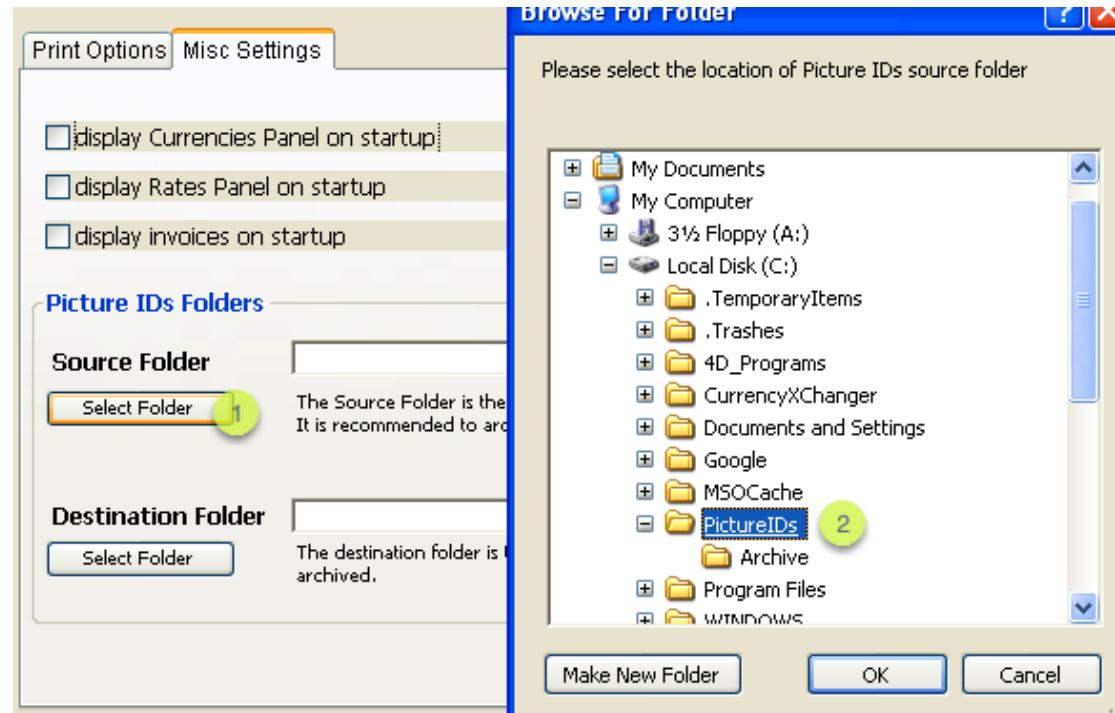 Print Options
Misc Settings
display Currencies Panel on startup
display Rates Panel on startup
display invoices on startup
Picture IDs Folders
Source Folder
Select Folder
1
The Source Folder is the
It is recommended to arc
Destination Folder
Select Folder
The destination folder is
archived.
Browse For Folder
Please select the location of Picture IDs source folder
My Documents
My Computer
3½ Floppy (A:)
Local Disk (C:)
.TemporaryItems
.Trashes
4D_Programs
CurrencyXChanger
Documents and Settings
Google
MSOCache
PictureIDs
2
Archive
Program Files
WINDOWS
Make New Folder
OK
Cancel